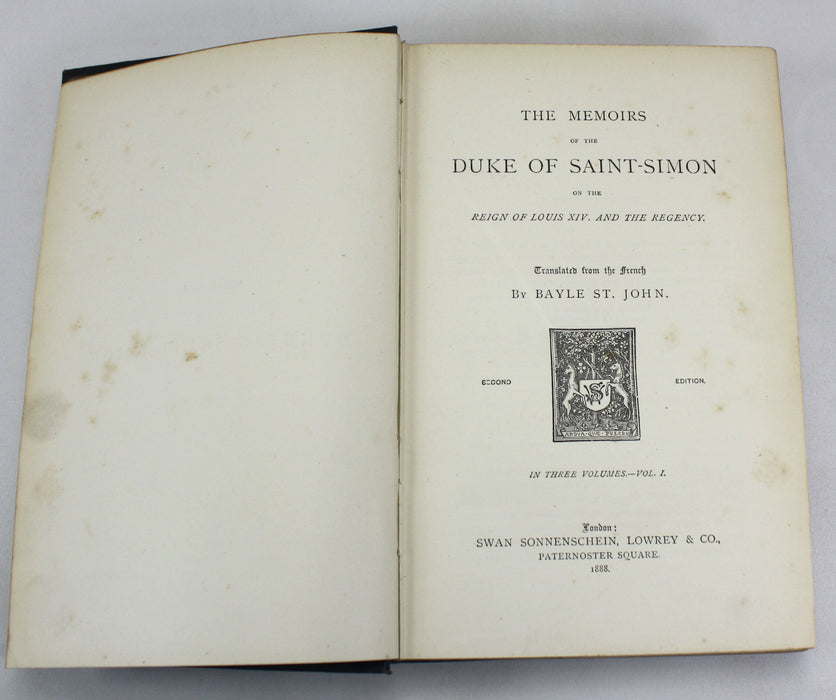 THE MEMOIRS
OF THE
DUKE OF SAINT-SIMON
ON THE
REIGN OF LOUIS XIV. AND THE REGENCY.
Translated from the French
BY BAYLE ST. JOHN.
SECOND EDITION.
IN THREE VOLUMES.—VOL. I.
London:
SWAN SONNENSCHEIN, LOWREY & CO.,
PATERNOSTER SQUARE.
1888.